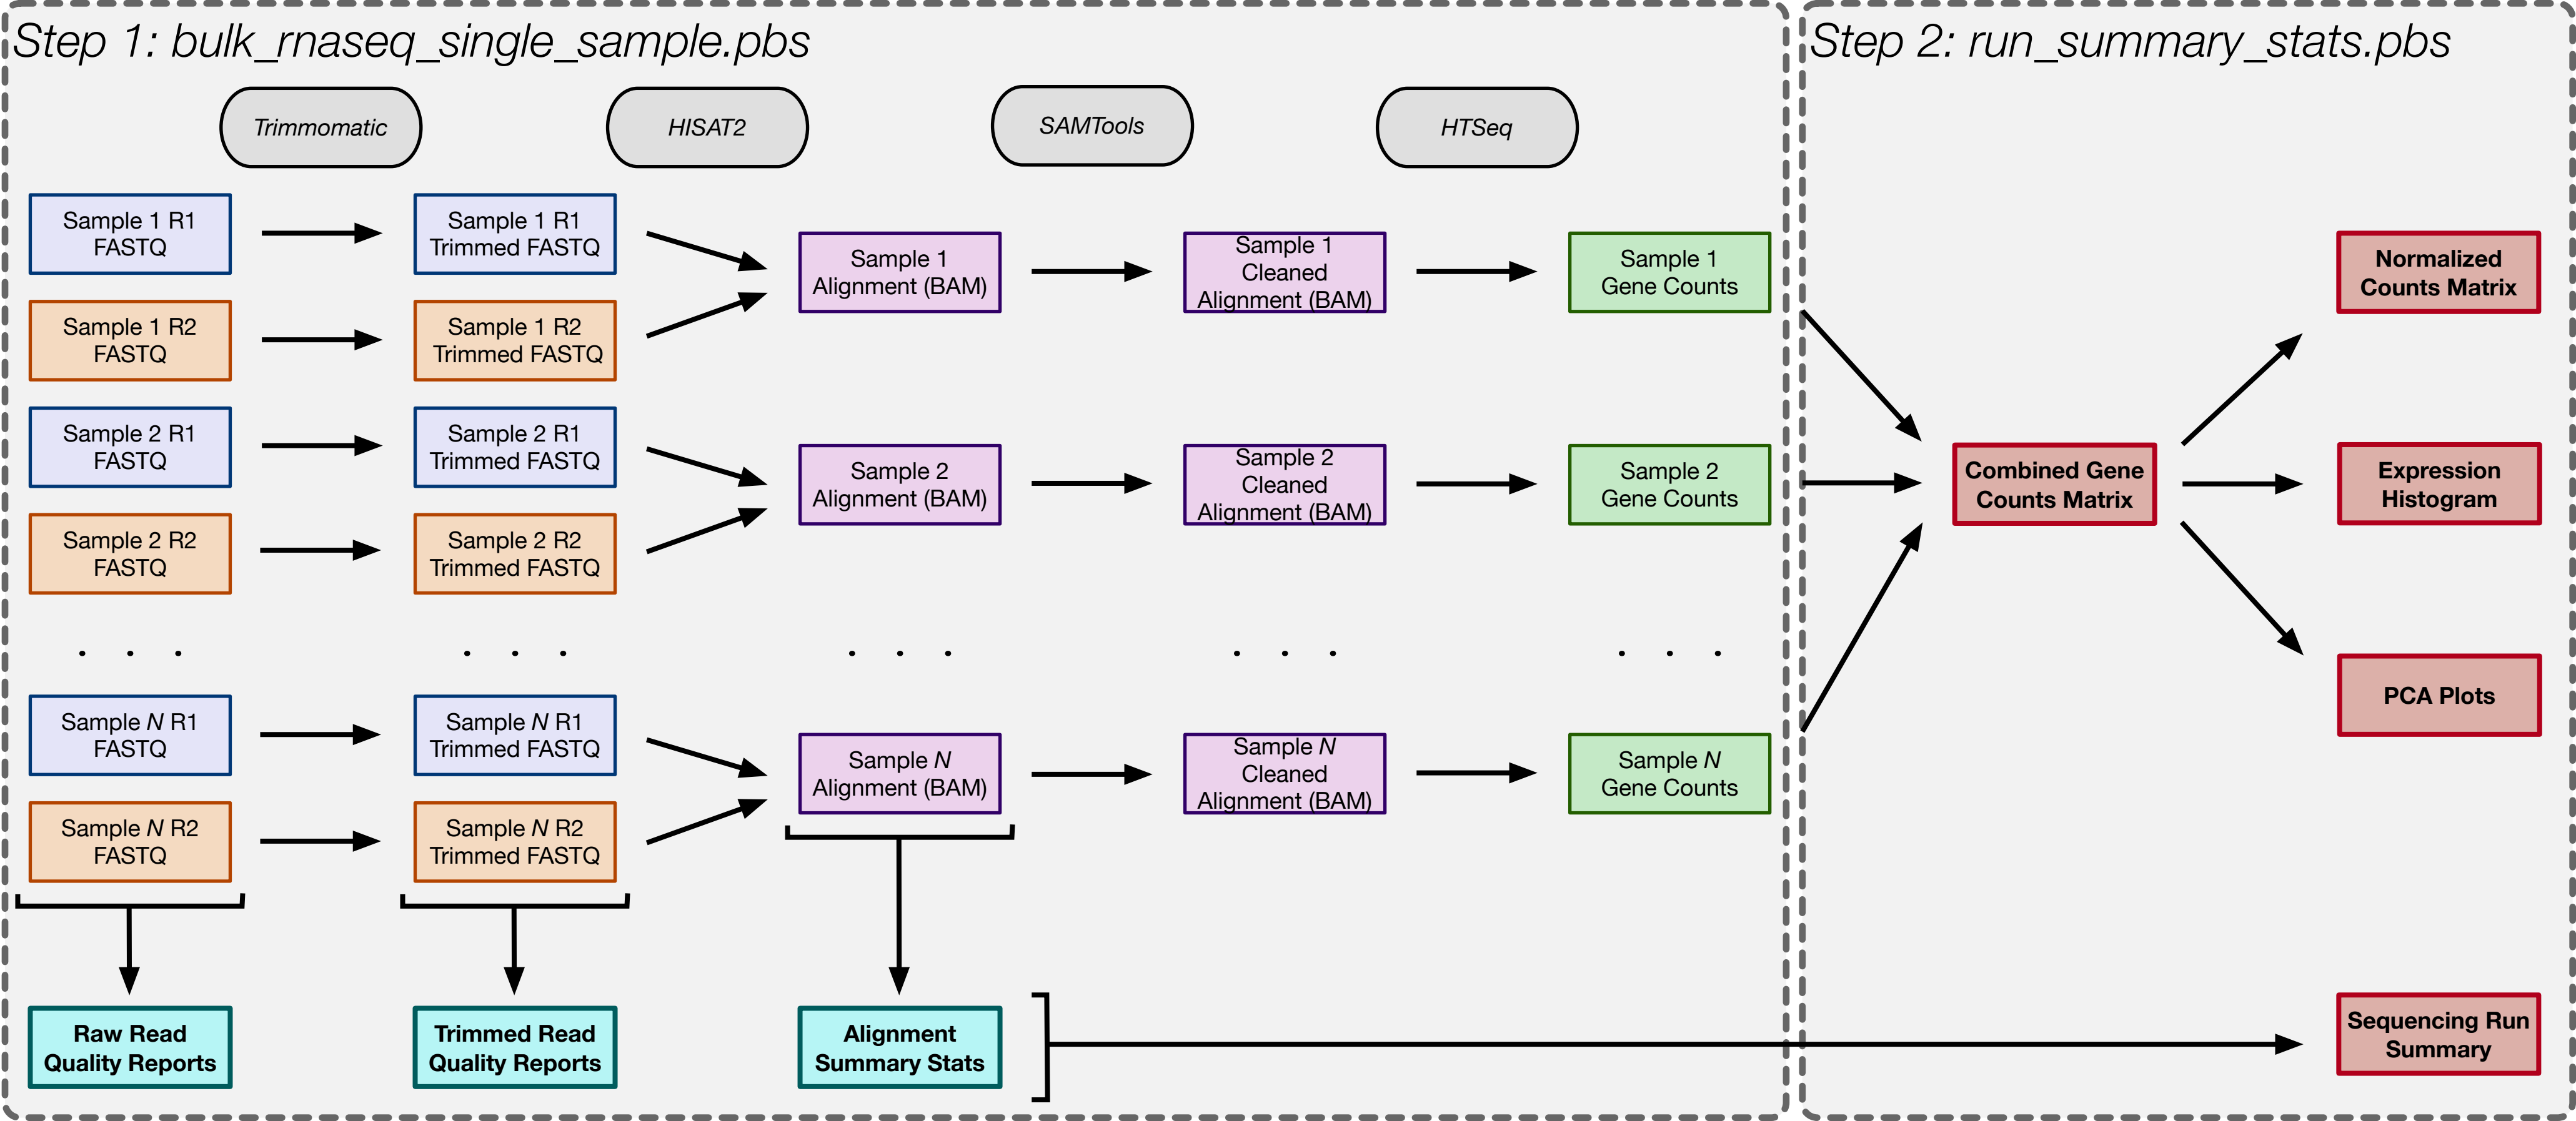 Step 1: bulk_rnaseq_single_sample.pbs
Step 2: run_summary_stats.pbs
Trimmomatic
HISAT2
SAMTools
HTSeq
Sample 1 R1
FASTQ
Sample 1 R1
Trimmed FASTQ
Sample 1 R2
FASTQ
Sample 1 R2
Trimmed FASTQ
Sample 1
Alignment (BAM)
Sample 1
Cleaned
Alignment (BAM)
Sample 1
Gene Counts
Sample 2 R1
FASTQ
Sample 2 R1
Trimmed FASTQ
Sample 2 R2
FASTQ
Sample 2 R2
Trimmed FASTQ
Sample 2
Alignment (BAM)
Sample 2
Cleaned
Alignment (BAM)
Sample 2
Gene Counts
. . .
. . .
. . .
. . .
. . .
Sample N R1
FASTQ
Sample N R1
Trimmed FASTQ
Sample N R2
FASTQ
Sample N R2
Trimmed FASTQ
Sample N
Alignment (BAM)
Sample N
Cleaned
Alignment (BAM)
Sample N
Gene Counts
Raw Read
Quality Reports
Trimmed Read
Quality Reports
Alignment
Summary Stats
Combined Gene
Counts Matrix
Normalized
Counts Matrix
Expression
Histogram
PCA Plots
Sequencing Run
Summary